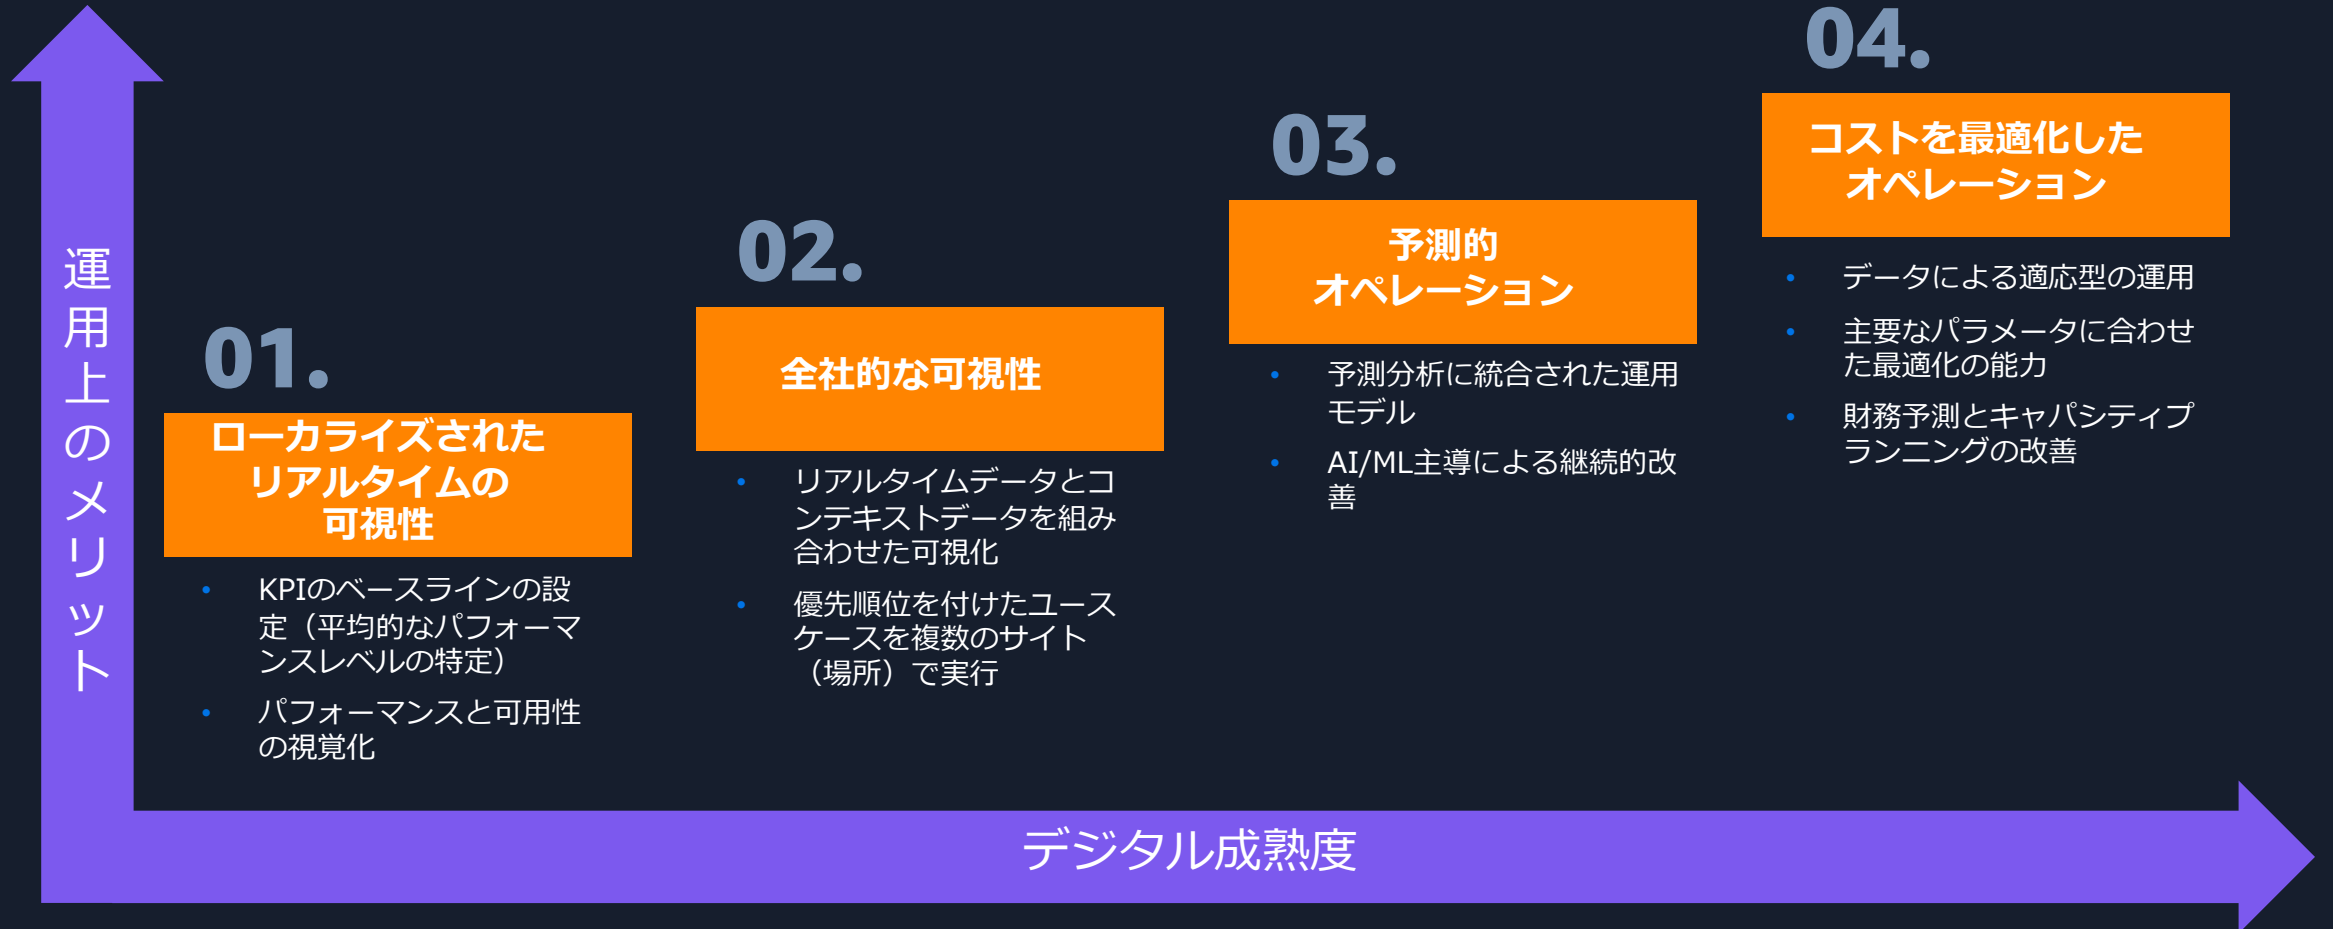 運用上のメリット
01.
ローカライズされた
リアルタイムの
可視性
• KPIのベースラインの設
定（平均的なパフォーマ
ンスレベルの特定）
• パフォーマンスと可用性
の視覚化
02.
全社的な可視性
• リアルタイムデータとコ
ンテキストデータを組み
合わせた可視化
• 優先順位を付けたユース
ケースを複数のサイト
（場所）で実行
03.
予測的
オペレーション
• 予測分析に統合された運用
モデル
• AI/ML主導による継続的改
善
04.
コストを最適化した
オペレーション
• データによる適応型の運用
• 主要なパラメータに合わせ
た最適化の能力
• 財務予測とキャパシティプ
ランニングの改善
デジタル成熟度